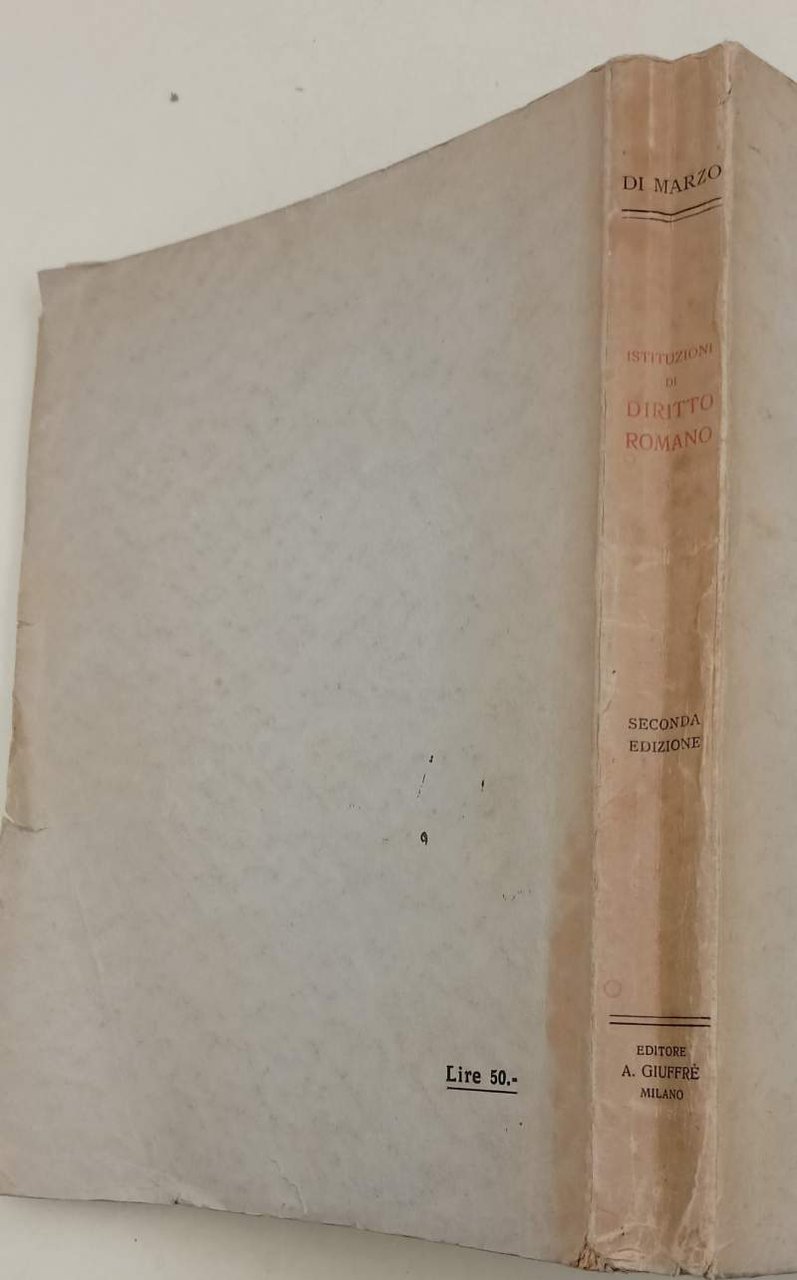 DI MARZO
ISTITUZIONI
DI
DIRITTO
ROMANO
SECONDA
EDIZIONE
EDITORE
A. GIUFFRÈ
MILANO
Lire 50.-